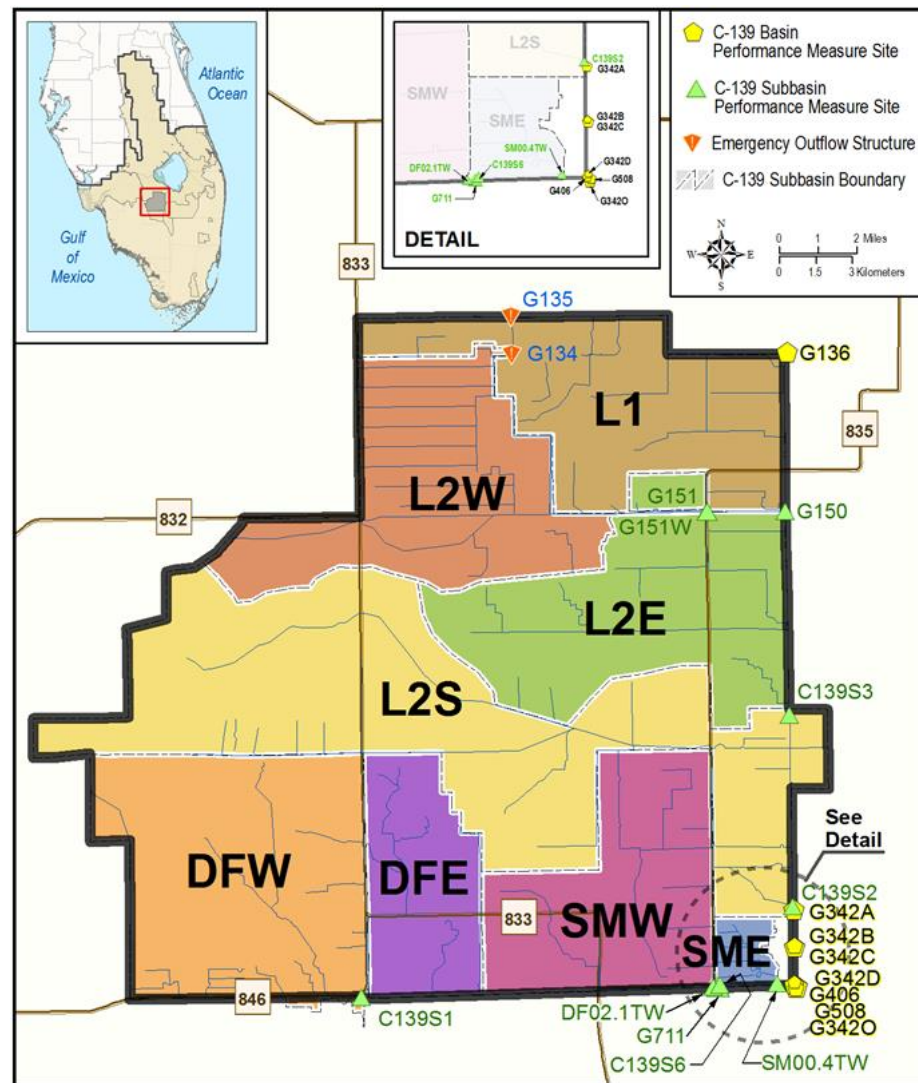 Atlantic
Ocean
Gulf
of
Mexico
L2S
C139S2
G342A
SMW
SME
G342B
G342C
SM00.4TW
DF02.1TW
C139S6
G342D
G711
G406
G508
G342O
DETAIL
C-139 Basin
Performance Measure Site
C-139 Subbasin
Performance Measure Site
Emergency Outflow Structure
C-139 Subbasin Boundary
N
W
E
S
0 1 2 Miles
0 1.5 3 Kilometers
833
G135
G134
G136
L1
835
L2W
G151
G151W
G150
832
L2E
L2S
C139S3
See
Detail
DFW
DFE
SMW
833
SME
C139S2
G342A
G342B
G342C
G342D
G406
G508
G342O
846
C139S1
DF02.1TW
G711
C139S6
SM00.4TW